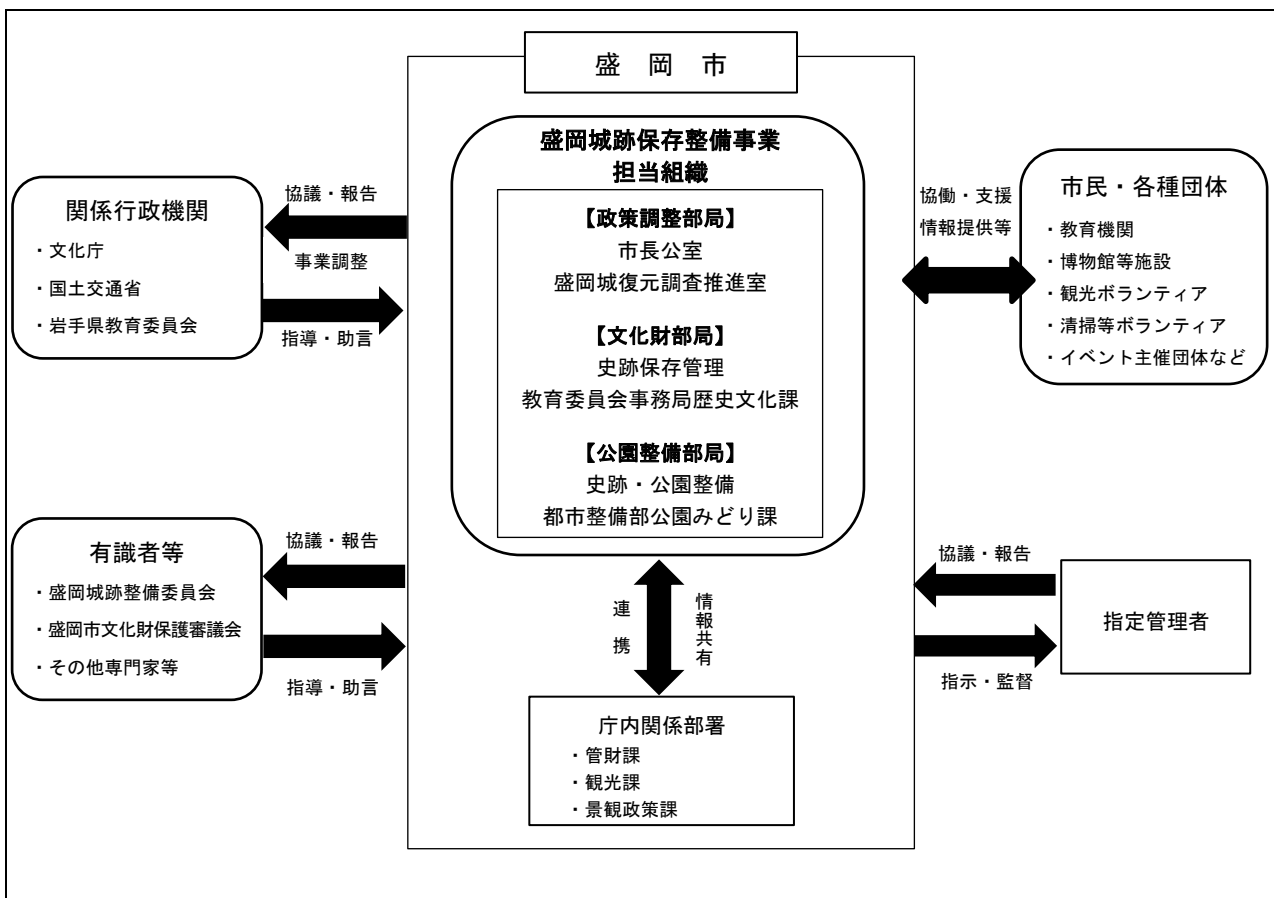 盛岡市
盛岡城跡保存整備事業
担当組織
【政策調整部局】
市長公室
盛岡城復元調査推進室
【文化財部局】
史跡保存管理
教育委員会事務局歴史文化課
【公園整備部局】
史跡・公園整備
都市整備部公園みどり課
連携
情報共有
庁内関係部署
・管財課
・観光課
・景観政策課
関係行政機関
・文化庁
・国土交通省
・岩手県教育委員会
協議・報告
事業調整
指導・助言
有識者等
・盛岡城跡整備委員会
・盛岡市文化財保護審議会
・その他専門家等
協議・報告
指導・助言
協働・支援
情報提供等
市民・各種団体
・教育機関
・博物館等施設
・観光ボランティア
・清掃等ボランティア
・イベント主催団体など
協議・報告
指示・監督
指定管理者